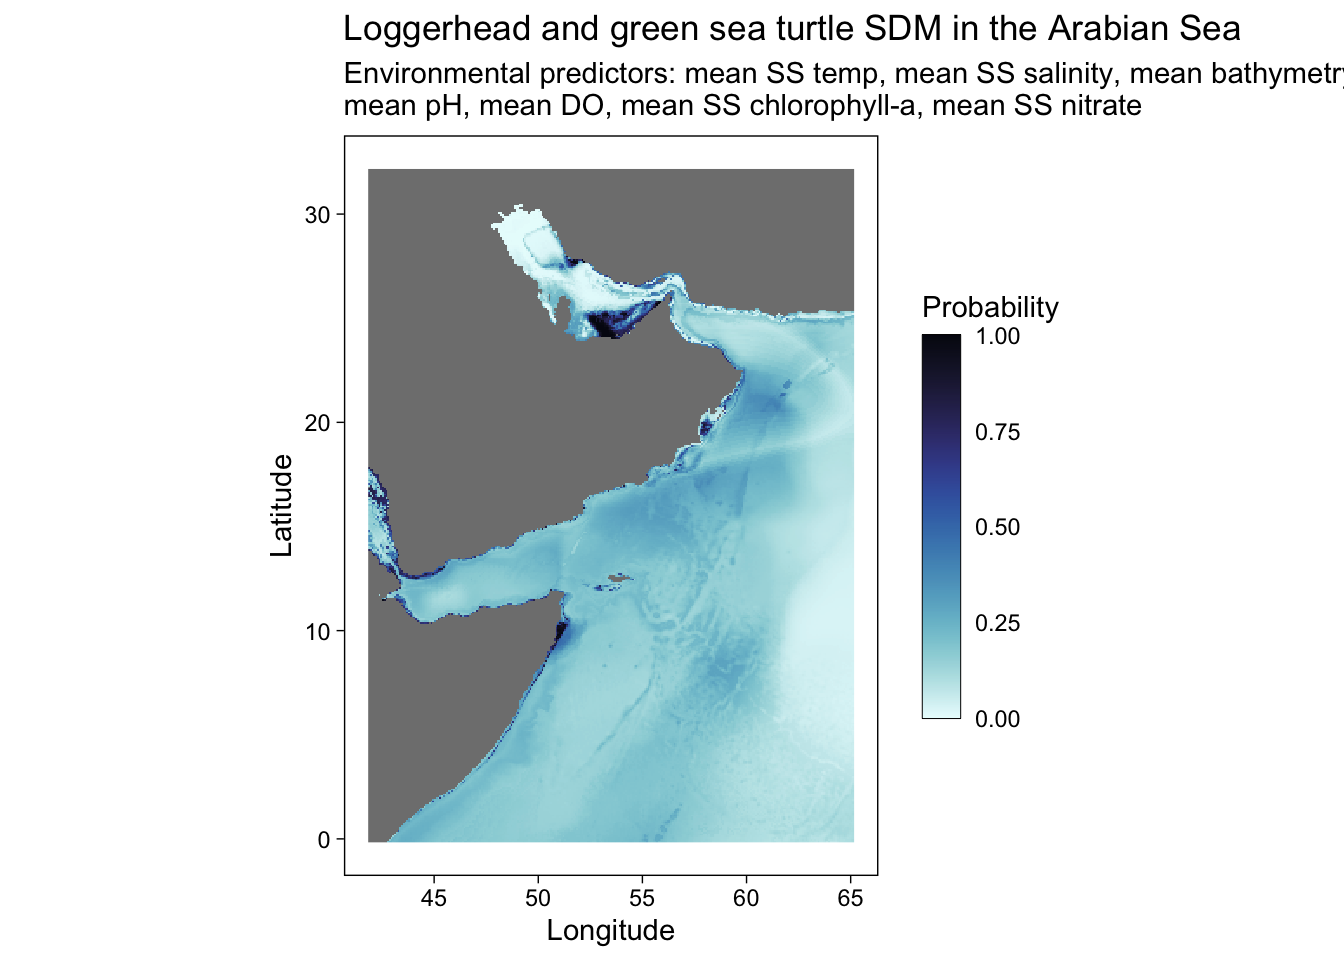 Loggerhead and green sea turtle SDM in the Arabian Sea
Environmental predictors: mean SS temp, mean SS salinity, mean bathymetry
mean pH, mean DO, mean SS chlorophyll-a, mean SS nitrate
30
20
10
0
Latitude
45 50 55 60 65
Longitude
Probability
1.00
0.75
0.50
0.25
0.00